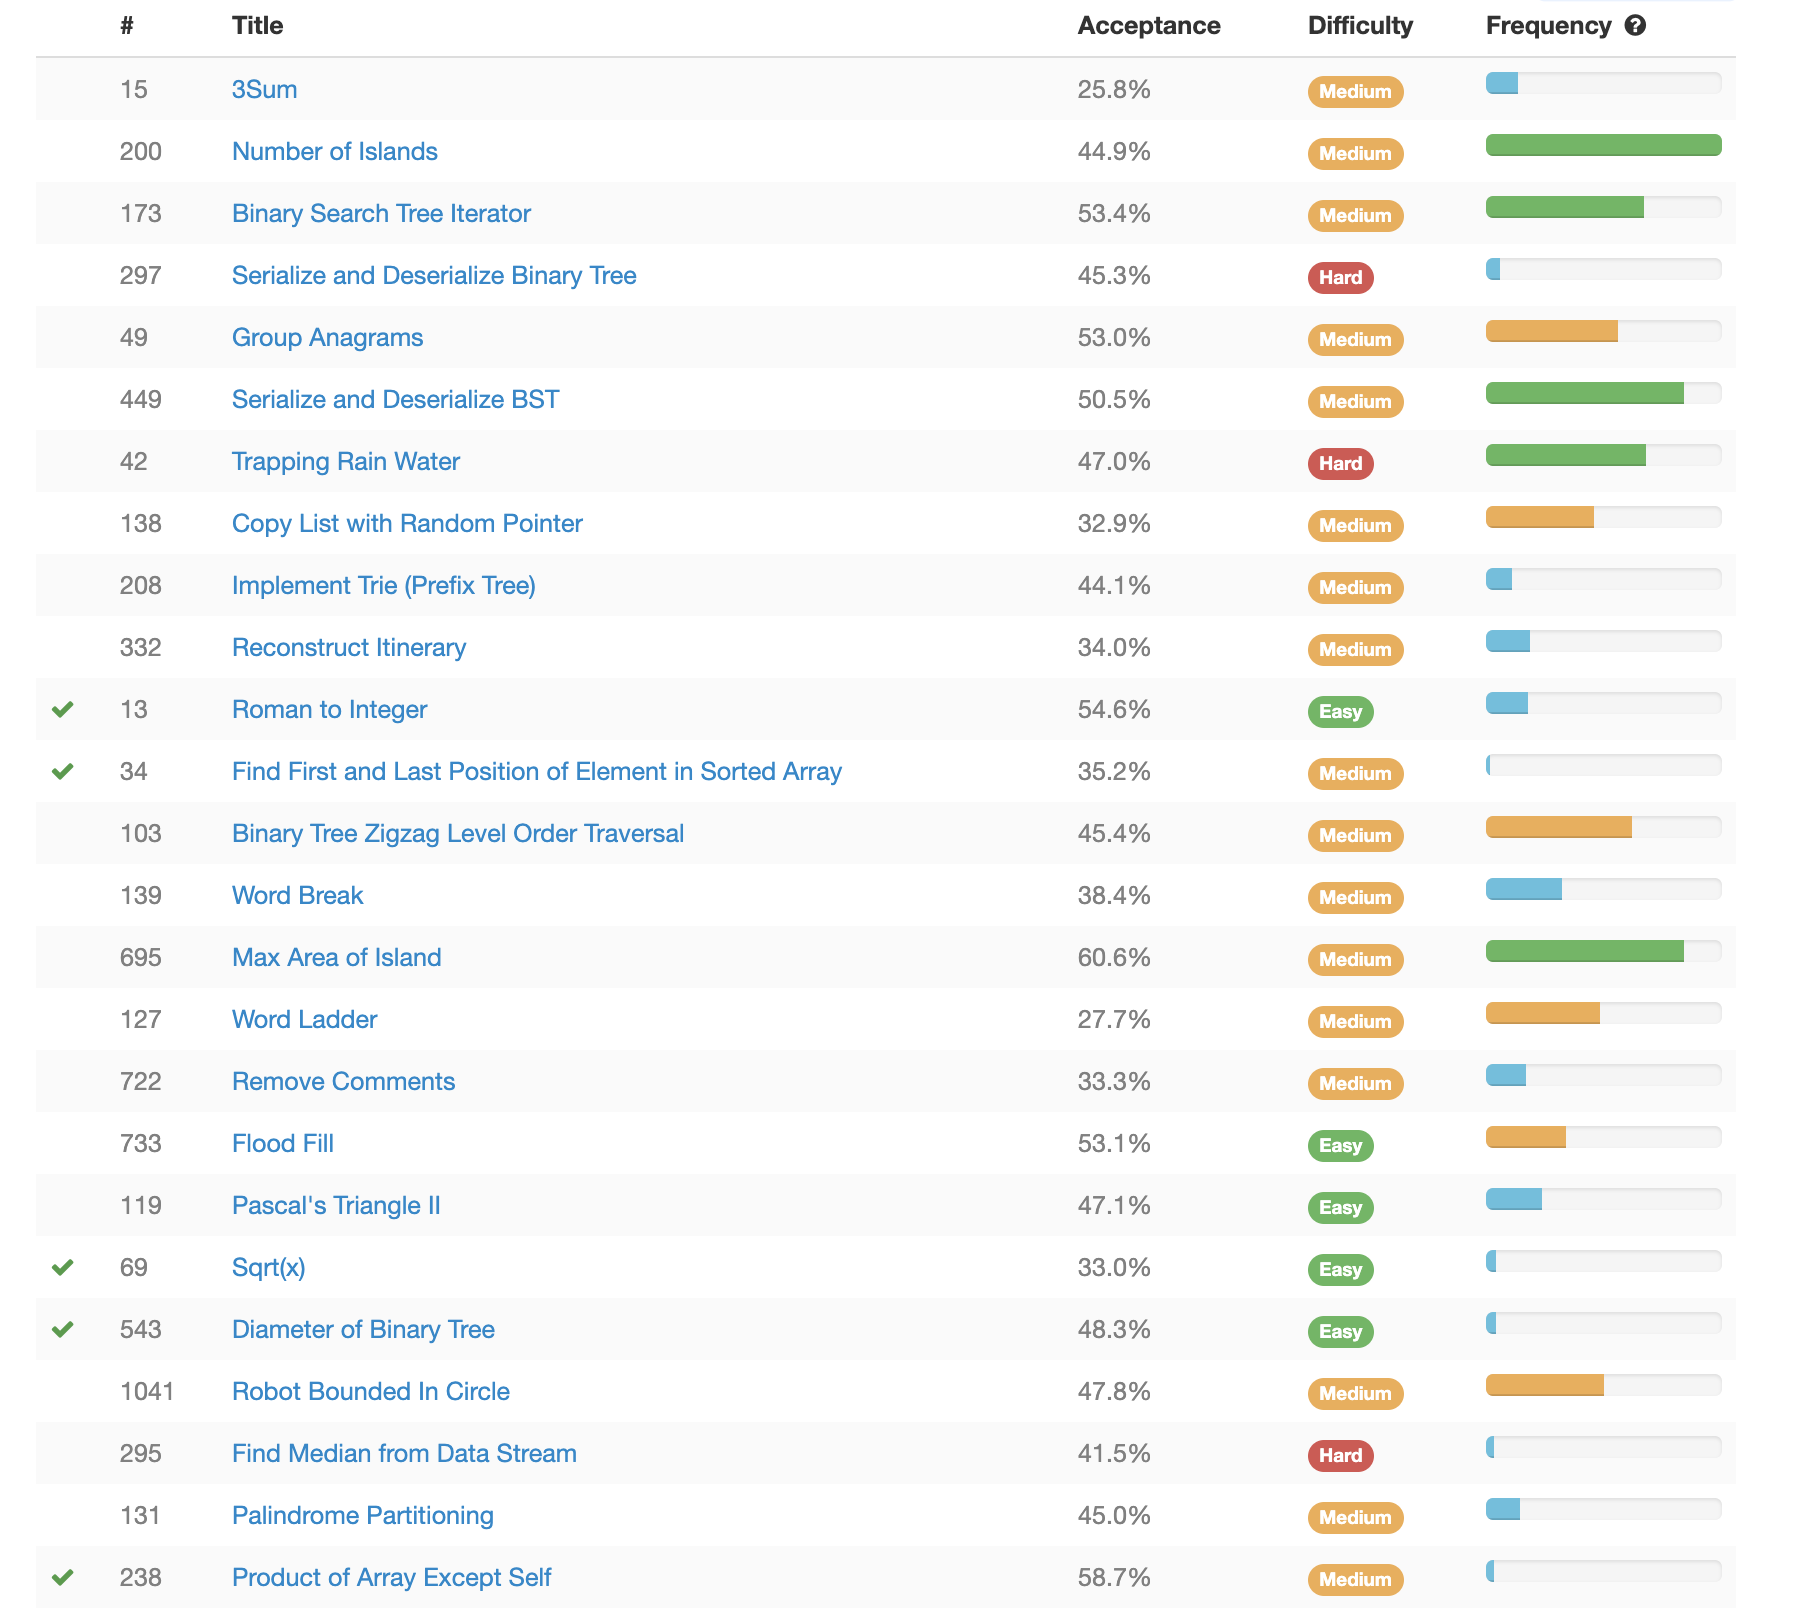 # Title Acceptance Difficulty Frequency ?
15 3Sum 25.8% Medium
200 Number of Islands 44.9% Medium
173 Binary Search Tree Iterator 53.4% Medium
297 Serialize and Deserialize Binary Tree 45.3% Hard
49 Group Anagrams 53.0% Medium
449 Serialize and Deserialize BST 50.5% Medium
42 Trapping Rain Water 47.0% Hard
138 Copy List with Random Pointer 32.9% Medium
208 Implement Trie (Prefix Tree) 44.1% Medium
332 Reconstruct Itinerary 34.0% Medium
13 Roman to Integer 54.6% Easy
34 Find First and Last Position of Element in Sorted Array 35.2% Medium
103 Binary Tree Zigzag Level Order Traversal 45.4% Medium
139 Word Break 38.4% Medium
695 Max Area of Island 60.6% Medium
127 Word Ladder 27.7% Medium
722 Remove Comments 33.3% Medium
733 Flood Fill 53.1% Easy
119 Pascal's Triangle II 47.1% Easy
69 Sqrt(x) 33.0% Easy
543 Diameter of Binary Tree 48.3% Easy
1041 Robot Bounded In Circle 47.8% Medium
295 Find Median from Data Stream 41.5% Hard
131 Palindrome Partitioning 45.0% Medium
238 Product of Array Except Self 58.7% Medium